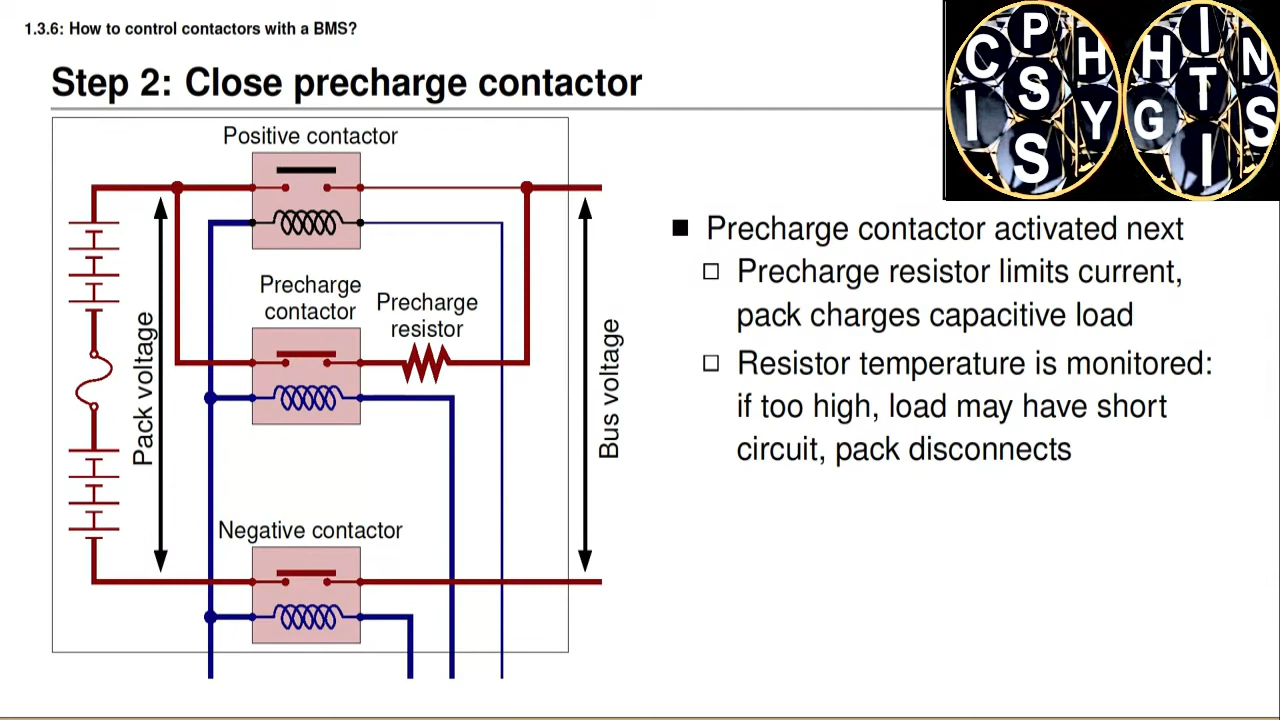 1.3.6: How to control contactors with a BMS?
Step 2: Close precharge contactor
Positive contactor
Precharge
contactor
Precharge
resistor
Pack voltage
Bus voltage
Negative contactor
Precharge contactor activated next
Precharge resistor limits current,
pack charges capacitive load
Resistor temperature is monitored:
if too high, load may have short
circuit, pack disconnects
P
C H
S
I Y
S
I
H N
T
G S
I